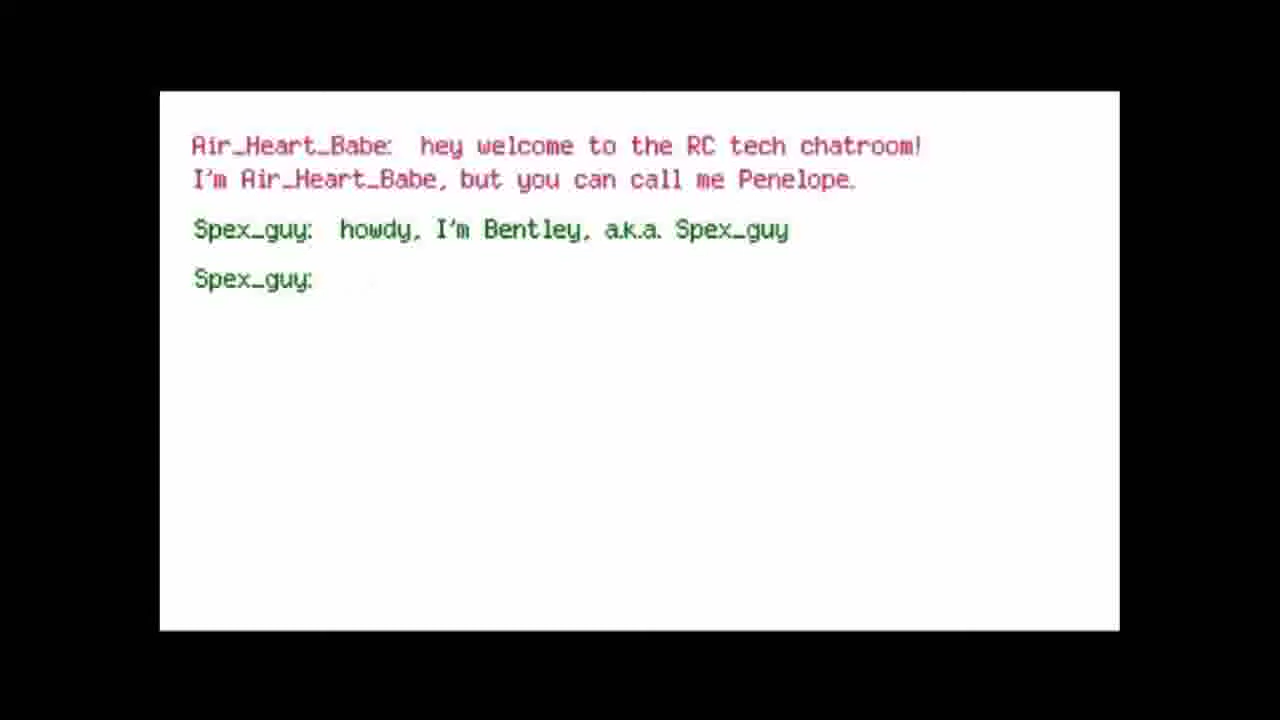 Air_Heart_Babe: hey welcome to the RC tech chatroom!
I'm Air_Heart_Babe, but you can call me Penelope.
Spex_guy: howdy, I'm Bentley, a.k.a. Spex_guy
Spex_guy: